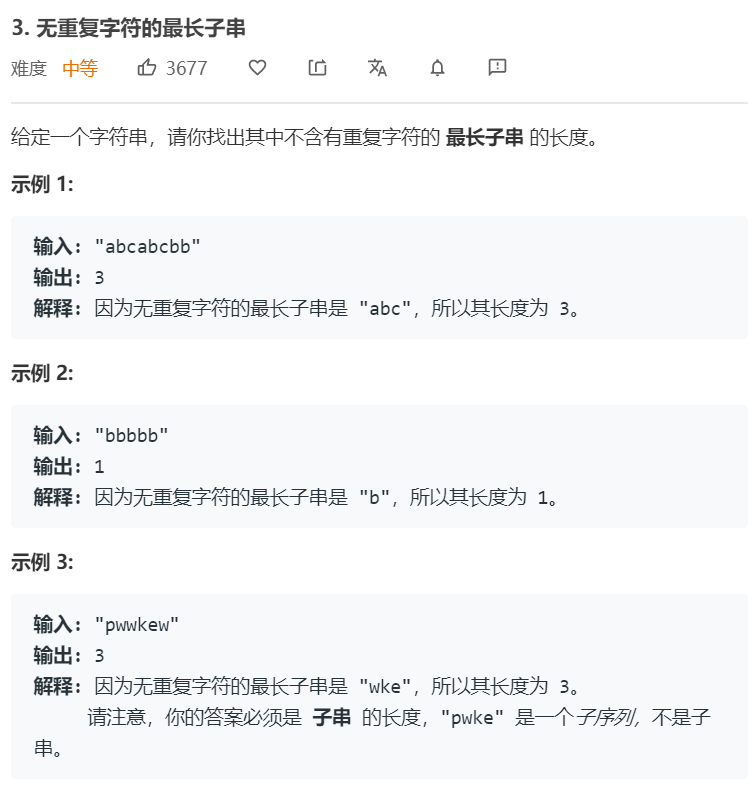 3. 无重复字符的最长子串
难度 中等 3677
给定一个字符串，请你找出其中不含有重复字符的 最长子串 的长度。
示例 1:
输入: "abcabcbb"
输出: 3
解释: 因为无重复字符的最长子串是 "abc"，所以其长度为 3。
示例 2:
输入: "bbbbb"
输出: 1
解释: 因为无重复字符的最长子串是 "b"，所以其长度为 1。
示例 3:
输入: "pwwkew"
输出: 3
解释: 因为无重复字符的最长子串是 "wke"，所以其长度为 3。
请注意，你的答案必须是 子串 的长度，"pwke" 是一个子序列，不是子
串。